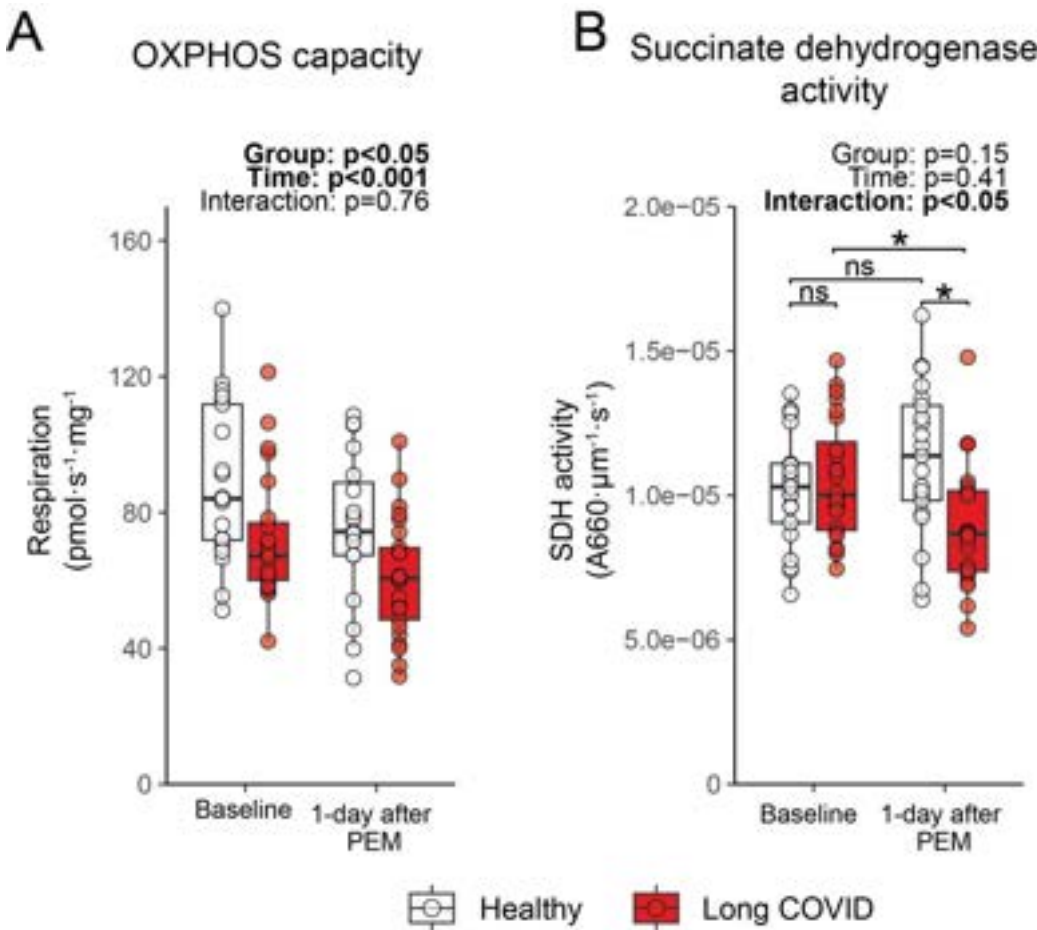 A
OXPHOS capacity
Group: p<0.05
Time: p<0.001
Interaction: p=0.76
160
120
80
40
0
Respiration
(pmol·s⁻¹·mg⁻¹)
Baseline
1-day after
PEM
B
Succinate dehydrogenase
activity
Group: p=0.15
Time: p=0.41
Interaction: p<0.05
2.0e−05
1.5e−05
1.0e−05
5.0e−06
0
SDH activity
(A660·µm⁻¹·s⁻¹)
*
ns
ns
*
Baseline
1-day after
PEM
Healthy
Long COVID